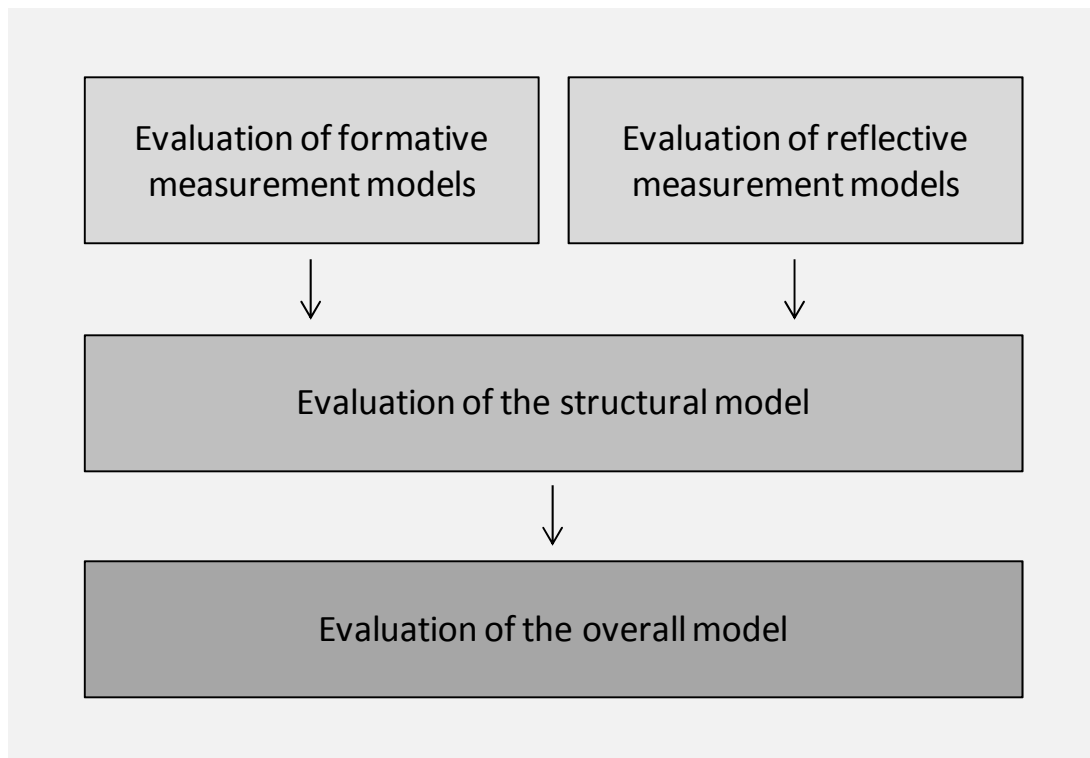 Evaluation of formative
measurement models
Evaluation of reflective
measurement models
Evaluation of the structural model
Evaluation of the overall model